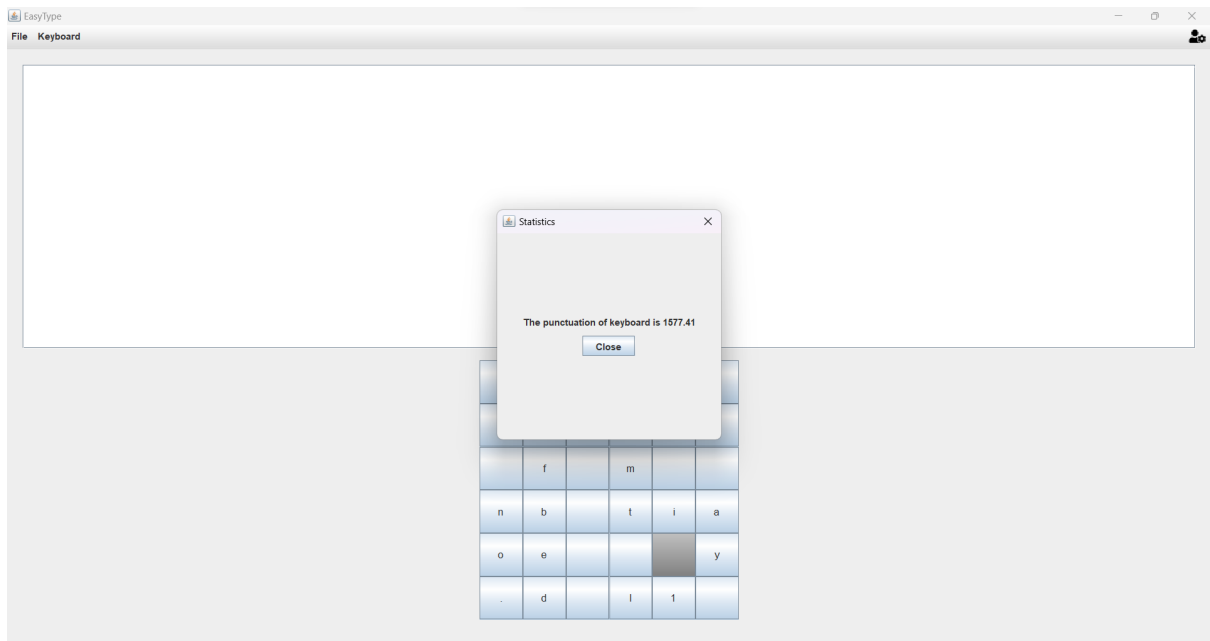 EasyType
File Keyboard
Statistics
The punctuation of keyboard is 1577.41
Close
f m
n b t i a
o e y
. d l 1